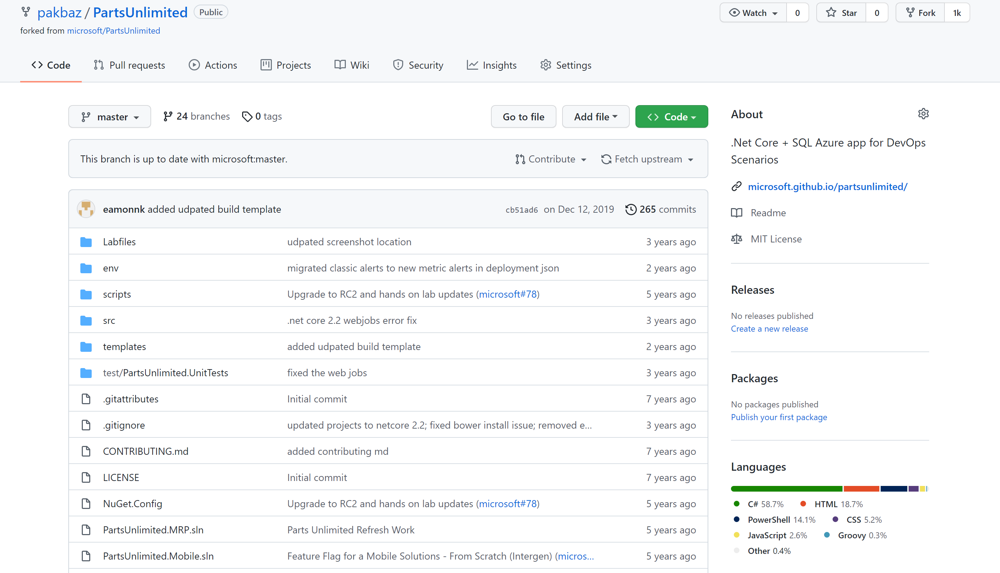 pakbaz / PartsUnlimited Public
Watch 0 Star 0 Fork 1k
forked from microsoft/PartsUnlimited
Code Pull requests Actions Projects Wiki Security Insights Settings
master 24 branches 0 tags Go to file Add file Code
This branch is up to date with microsoft:master. Contribute Fetch upstream
eamonnk added udpated build template cb51ad6 on Dec 12, 2019 265 commits
Labfiles udpated screenshot location 3 years ago
env migrated classic alerts to new metric alerts in deployment json 2 years ago
scripts Upgrade to RC2 and hands on lab updates (microsoft#78) 5 years ago
src .net core 2.2 webjobs error fix 3 years ago
templates added udpated build template 2 years ago
test/PartsUnlimited.UnitTests fixed the web jobs 3 years ago
.gitattributes Initial commit 7 years ago
.gitignore updated projects to netcore 2.2; fixed bower install issue; removed e... 3 years ago
CONTRIBUTING.md added contributing md 7 years ago
LICENSE Initial commit 7 years ago
NuGet.Config Upgrade to RC2 and hands on lab updates (microsoft#78) 5 years ago
PartsUnlimited.MRP.sln Parts Unlimited Refresh Work 5 years ago
PartsUnlimited.Mobile.sln Feature Flag for a Mobile Solutions - From Scratch (Intergen) (micros... 5 years ago
About
.Net Core + SQL Azure app for DevOps
Scenarios
microsoft.github.io/partsunlimited/
Readme
MIT License
Releases
No releases published
Create a new release
Packages
No packages published
Publish your first package
Languages
C# 58.7% HTML 18.7%
PowerShell 14.1% CSS 5.2%
JavaScript 2.6% Groovy 0.3%
Other 0.4%